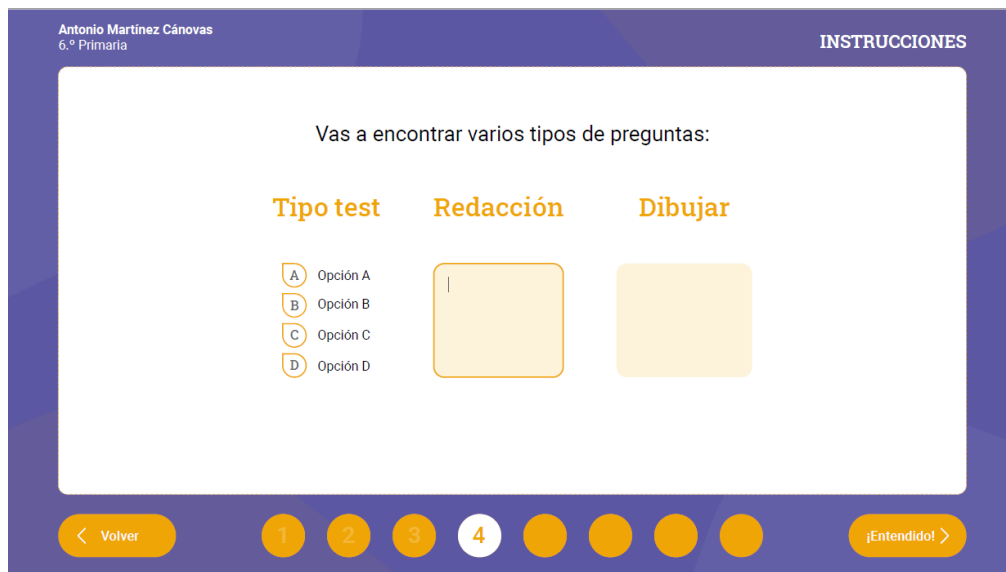 Antonio Martínez Cánovas
6.º Primaria
INSTRUCCIONES
Vas a encontrar varios tipos de preguntas:
Tipo test
Redacción
Dibujar
A Opción A
B Opción B
C Opción C
D Opción D
Volver
1 2 3 4
¡Entendido!